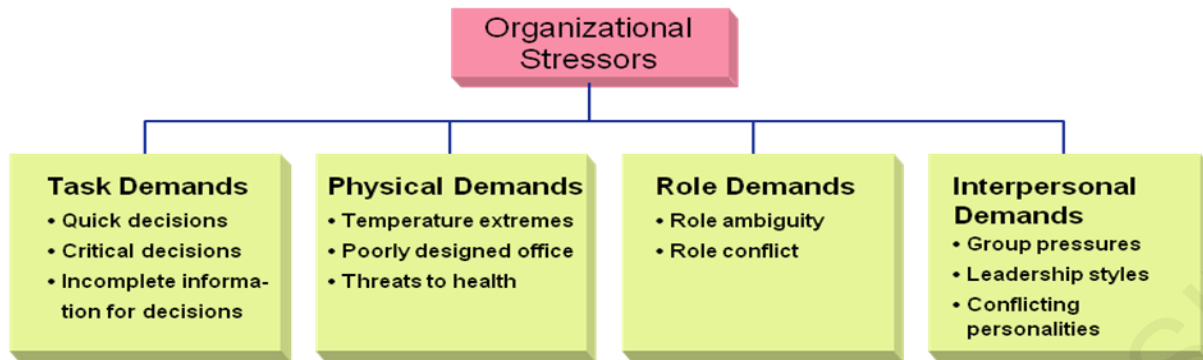 Organizational
Stressors
Task Demands
• Quick decisions
• Critical decisions
• Incomplete informa-
tion for decisions
Physical Demands
• Temperature extremes
• Poorly designed office
• Threats to health
Role Demands
• Role ambiguity
• Role conflict
Interpersonal
Demands
• Group pressures
• Leadership styles
• Conflicting
personalities